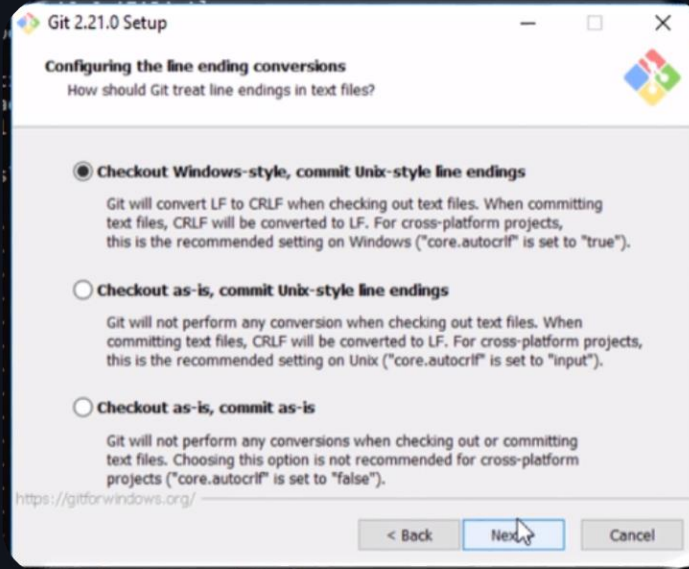 Git 2.21.0 Setup
Configuring the line ending conversions
How should Git treat line endings in text files?
Checkout Windows-style, commit Unix-style line endings
Git will convert LF to CRLF when checking out text files. When committing
text files, CRLF will be converted to LF. For cross-platform projects,
this is the recommended setting on Windows ("core.autocrlf" is set to "true").
Checkout as-is, commit Unix-style line endings
Git will not perform any conversion when checking out text files. When
committing text files, CRLF will be converted to LF. For cross-platform projects,
this is the recommended setting on Unix ("core.autocrlf" is set to "input").
Checkout as-is, commit as-is
Git will not perform any conversions when checking out or committing
text files. Choosing this option is not recommended for cross-platform
projects ("core.autocrlf" is set to "false").
https://gitforwindows.org/
< Back Next > Cancel